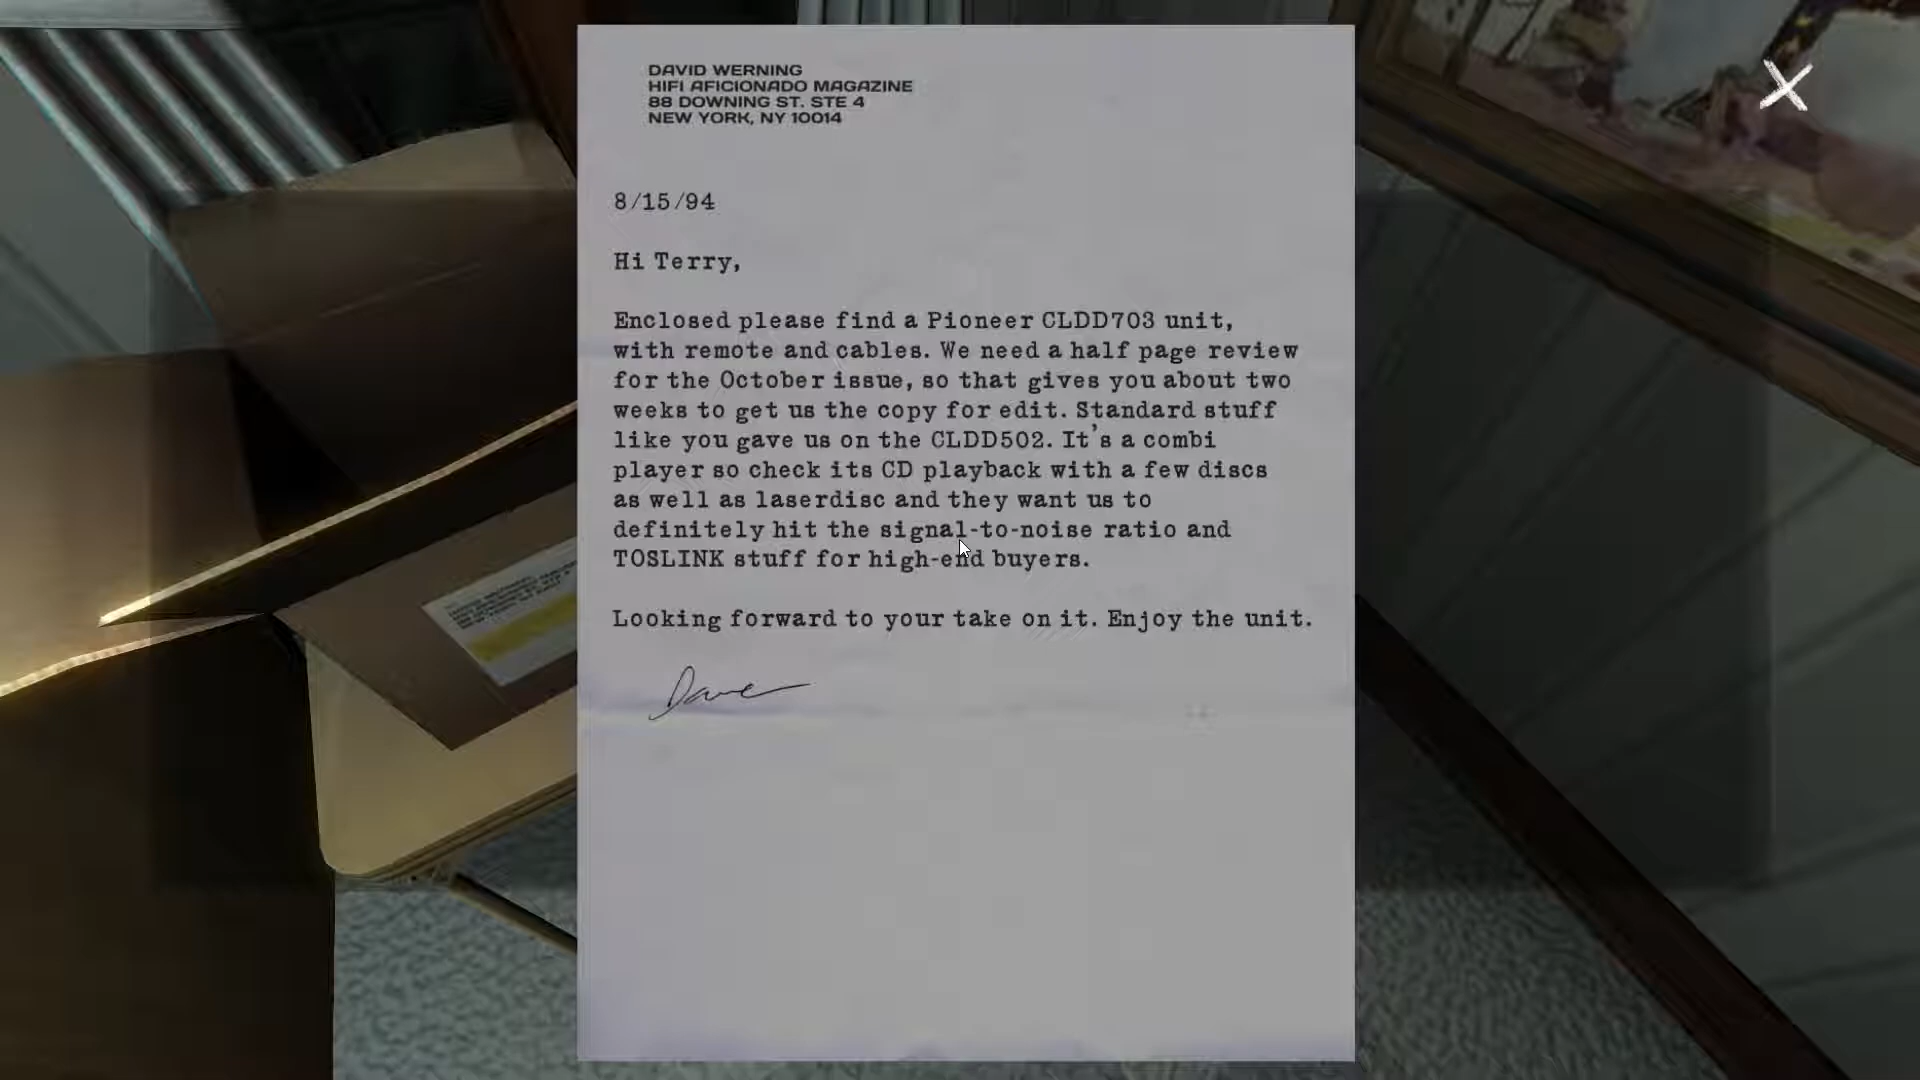 DAVID WERNING
HIFI AFICIONADO MAGAZINE
88 DOWNING ST. STE 4
NEW YORK, NY 10014
8/15/94
Hi Terry,
Enclosed please find a Pioneer CLDD703 unit,
with remote and cables. We need a half page review
for the October issue, so that gives you about two
weeks to get us the copy for edit. Standard stuff
like you gave us on the CLDD502. It's a combi
player so check its CD playback with a few discs
as well as laserdisc and they want us to
definitely hit the signal-to-noise ratio and
TOSLINK stuff for high-end buyers.
Looking forward to your take on it. Enjoy the unit.
Dave